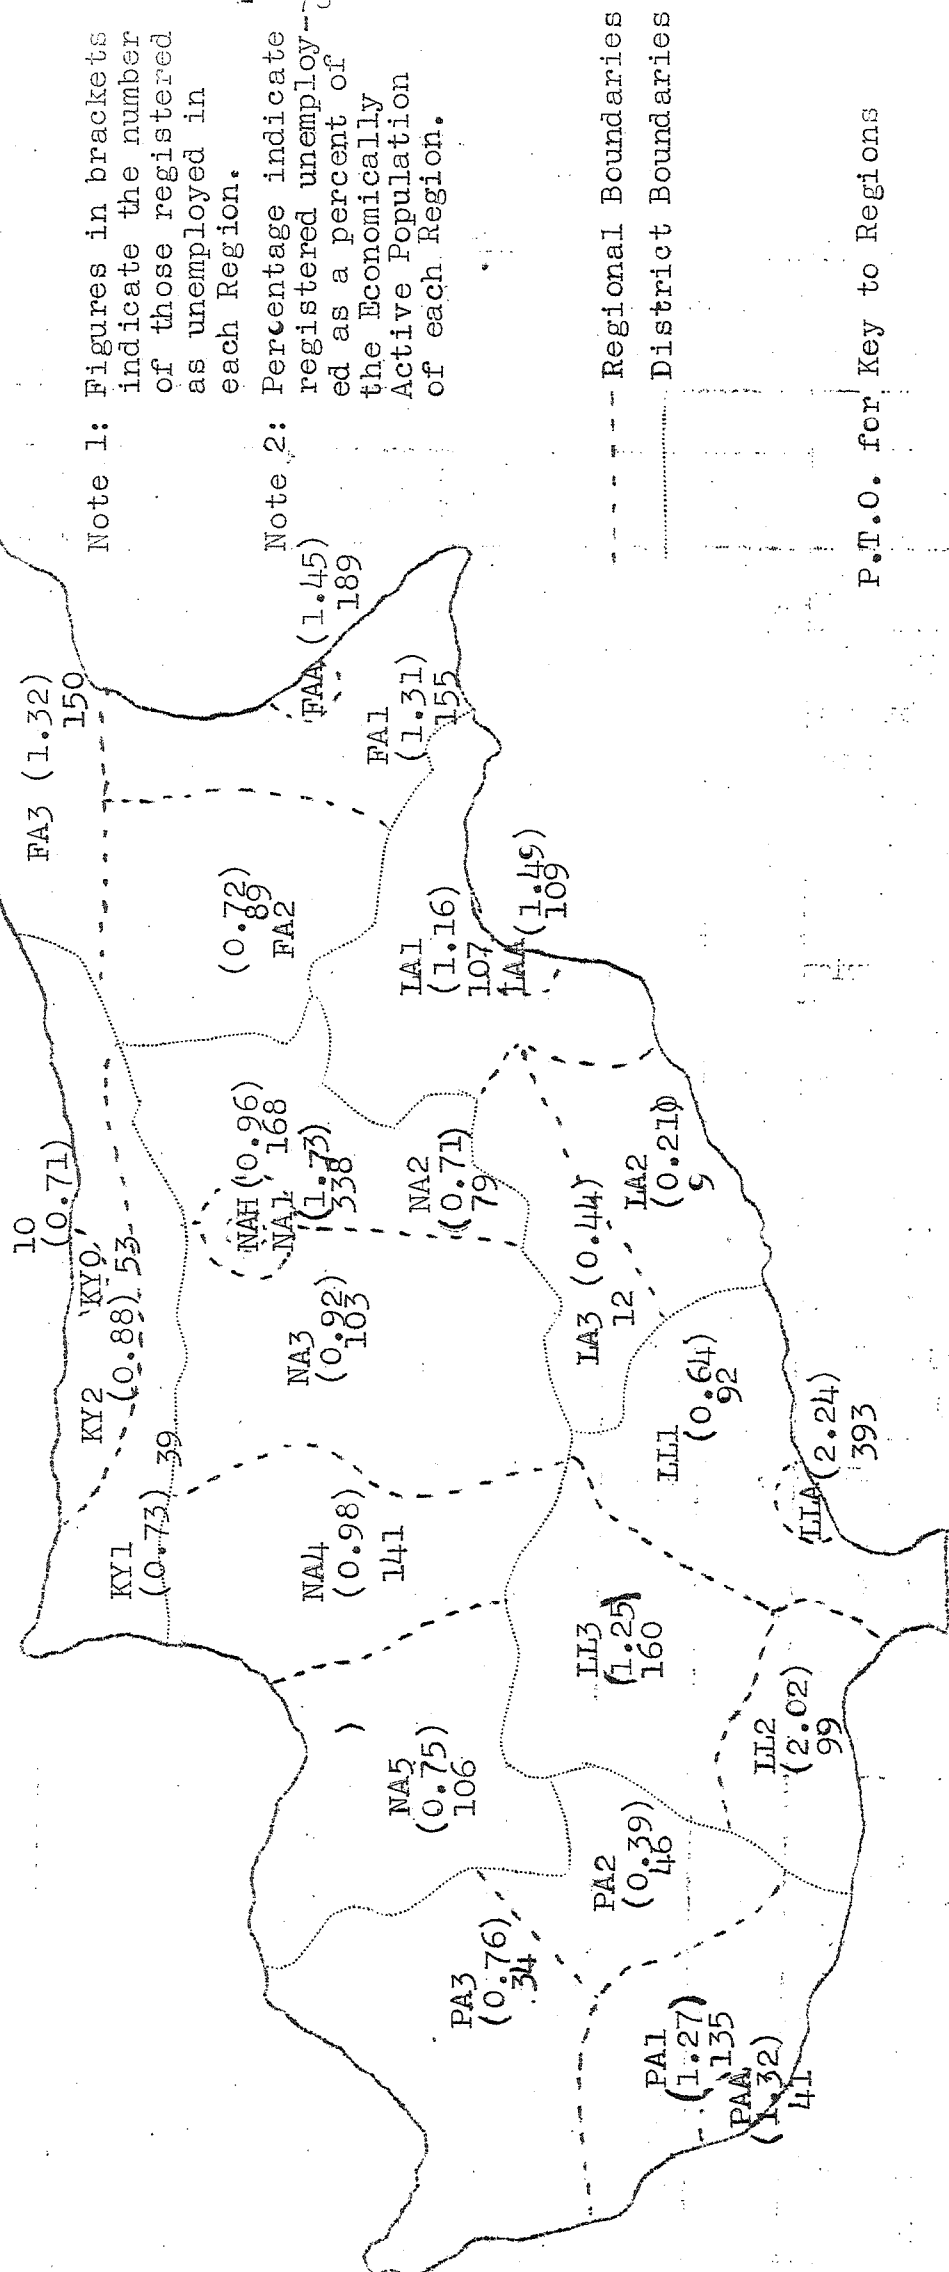 Note 1: Figures in brackets
indicate the number
of those registered
as unemployed in
each Region.
Note 2: Percentage indicate
registered unemploy-
ed as a percent of
the Economically
Active Population
of each Region.
Regional Boundaries
District Boundaries
P.T.O. for Key to Regions
FA3 (1.32)
150
FAA (1.45)
189
FA1
(1.31)
155
(0.72)
89
FA2
LA1
(1.16)
107
LAA (1.49)
109
10
(0.71)
KY0
KY2
(0.88) 53
KY1
(0.73) 39
NAH (0.96)
168
NA1 (1.73)
338
NA2
(0.71)
79
NA3
(0.92)
103
NA4
(0.98)
141
NA5
(0.75)
106
LA3 (0.44)
12
LA2
(0.21)
9
LL1
(0.64)
92
LLA (2.24)
393
LL3
(1.25)
160
LL2
(2.02)
99
PA2
(0.39)
46
PA3
(0.76)
34
PA1
(1.27)
135
PAA
(1.32)
41